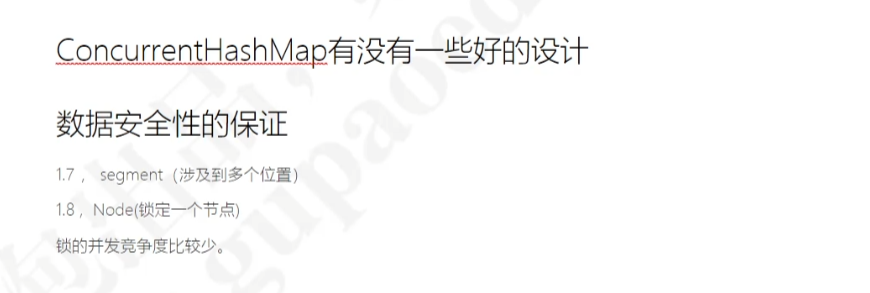 ConcurrentHashMap有没有一些好的设计
数据安全性的保证
1.7 ， segment（涉及到多个位置）
1.8 ，Node(锁定一个节点)
锁的并发竞争度比较少。